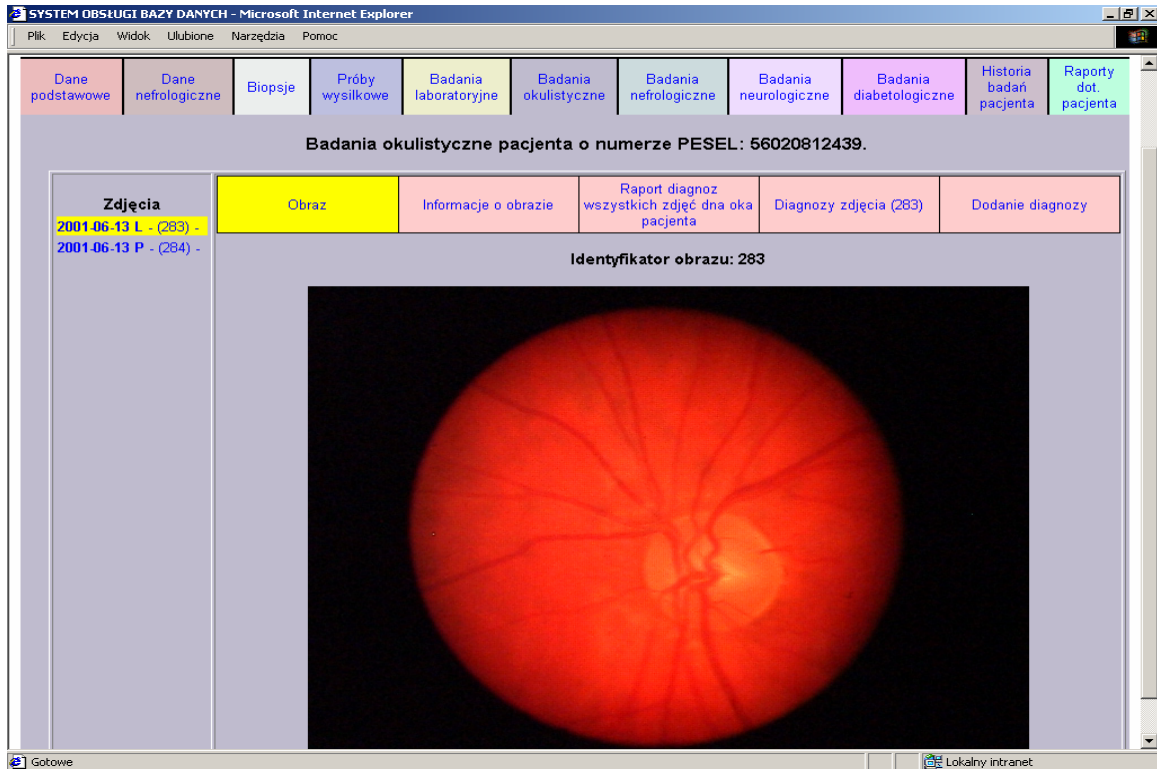 SYSTEM OBSŁUGI BAZY DANYCH - Microsoft Internet Explorer
Plik Edycja Widok Ulubione Narzędzia Pomoc
Dane podstawowe
Dane nefrologiczne
Biopsje
Próby wysilkowe
Badania laboratoryjne
Badania okulistyczne
Badania nefrologiczne
Badania neurologiczne
Badania diabetologiczne
Historia badań pacjenta
Raporty dot. pacjenta
Badania okulistyczne pacjenta o numerze PESEL: 56020812439.
Zdjęcia
2001-06-13 L - (283) -
2001-06-13 P - (284) -
Obraz
Informacje o obrazie
Raport diagnoz
wszystkich zdjęć dna oka
pacjenta
Diagnozy zdjęcia (283)
Dodanie diagnozy
Identyfikator obrazu: 283
Gotowe
Lokalny intranet